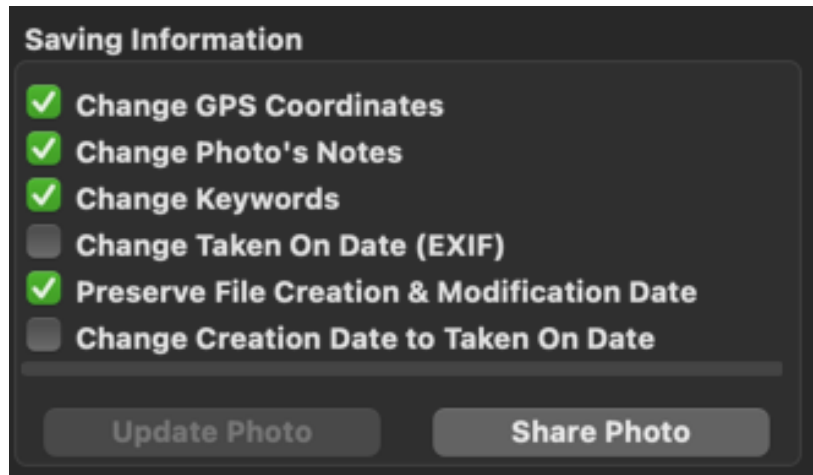 Saving Information
Change GPS Coordinates
Change Photo's Notes
Change Keywords
Change Taken On Date (EXIF)
Preserve File Creation & Modification Date
Change Creation Date to Taken On Date
Update Photo Share Photo